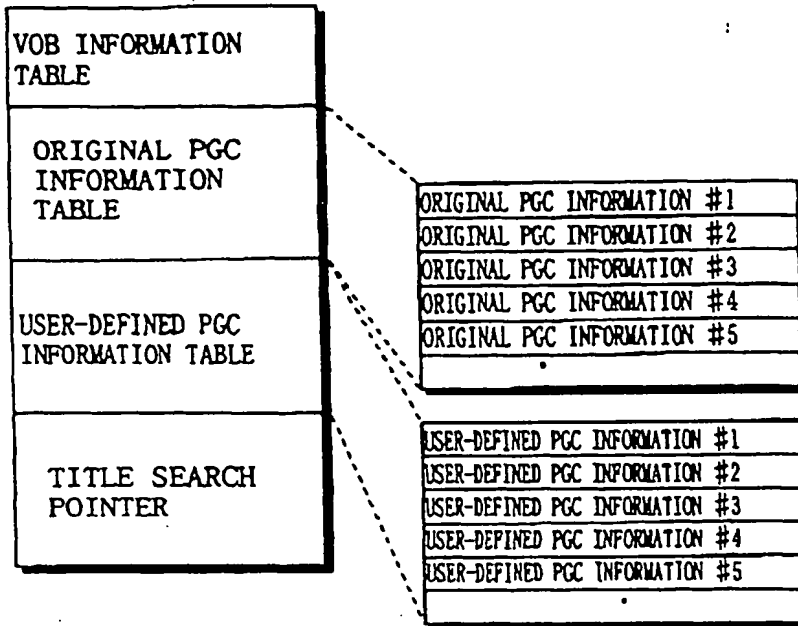 VOB INFORMATION
TABLE
ORIGINAL PGC
INFORMATION
TABLE
USER-DEFINED PGC
INFORMATION TABLE
TITLE SEARCH
POINTER
ORIGINAL PGC INFORMATION #1
ORIGINAL PGC INFORMATION #2
ORIGINAL PGC INFORMATION #3
ORIGINAL PGC INFORMATION #4
ORIGINAL PGC INFORMATION #5
USER-DEFINED PGC INFORMATION #1
USER-DEFINED PGC INFORMATION #2
USER-DEFINED PGC INFORMATION #3
USER-DEFINED PGC INFORMATION #4
USER-DEFINED PGC INFORMATION #5